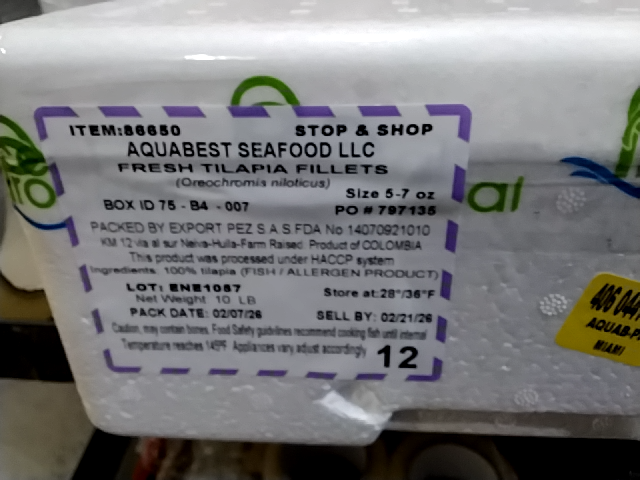 ITEM:86650 STOP & SHOP
AQUABEST SEAFOOD LLC
FRESH TILAPIA FILLETS
(Oreochromis niloticus)
Size 5-7 oz
BOX ID 75 - B4 - 007
PO # 797135
PACKED BY EXPORT PEZ S.A.S.FDA No 14070921010
KM 12 via al sur Neiva-Huila-Farm Raised. Product of COLOMBIA
This product was processed under HACCP system
Ingredients. 100% tilapia (FISH / ALLERGEN PRODUCT)
LOT: ENE1087 Store at:28°/36°F
Net Weight 10 LB
PACK DATE: 02/07/26 SELL BY: 02/21/26
Caution, may contain bones. Food Safety guidelines recommend cooking fish until internal
Temperature reaches 145ºF. Appliances vary adjust accordingly
12
ro
al
AQUAB-P
MIAMI